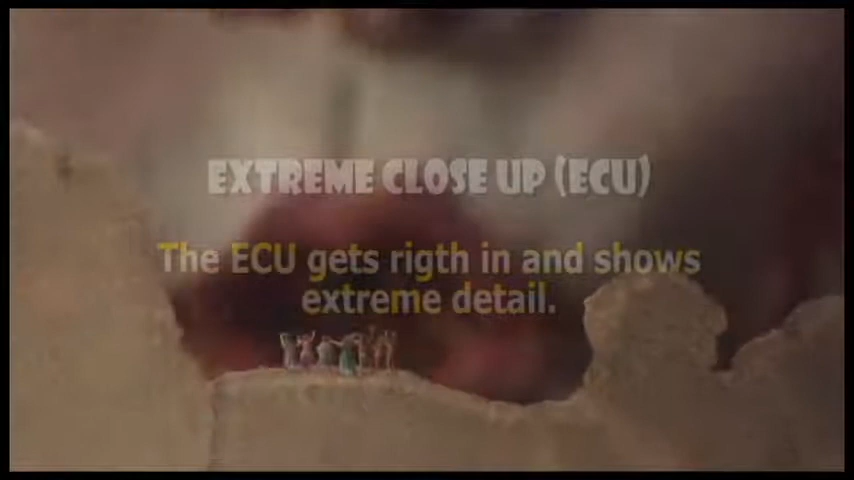 EXTREME CLOSE UP (ECU)
The ECU gets rigth in and shows
extreme detail.